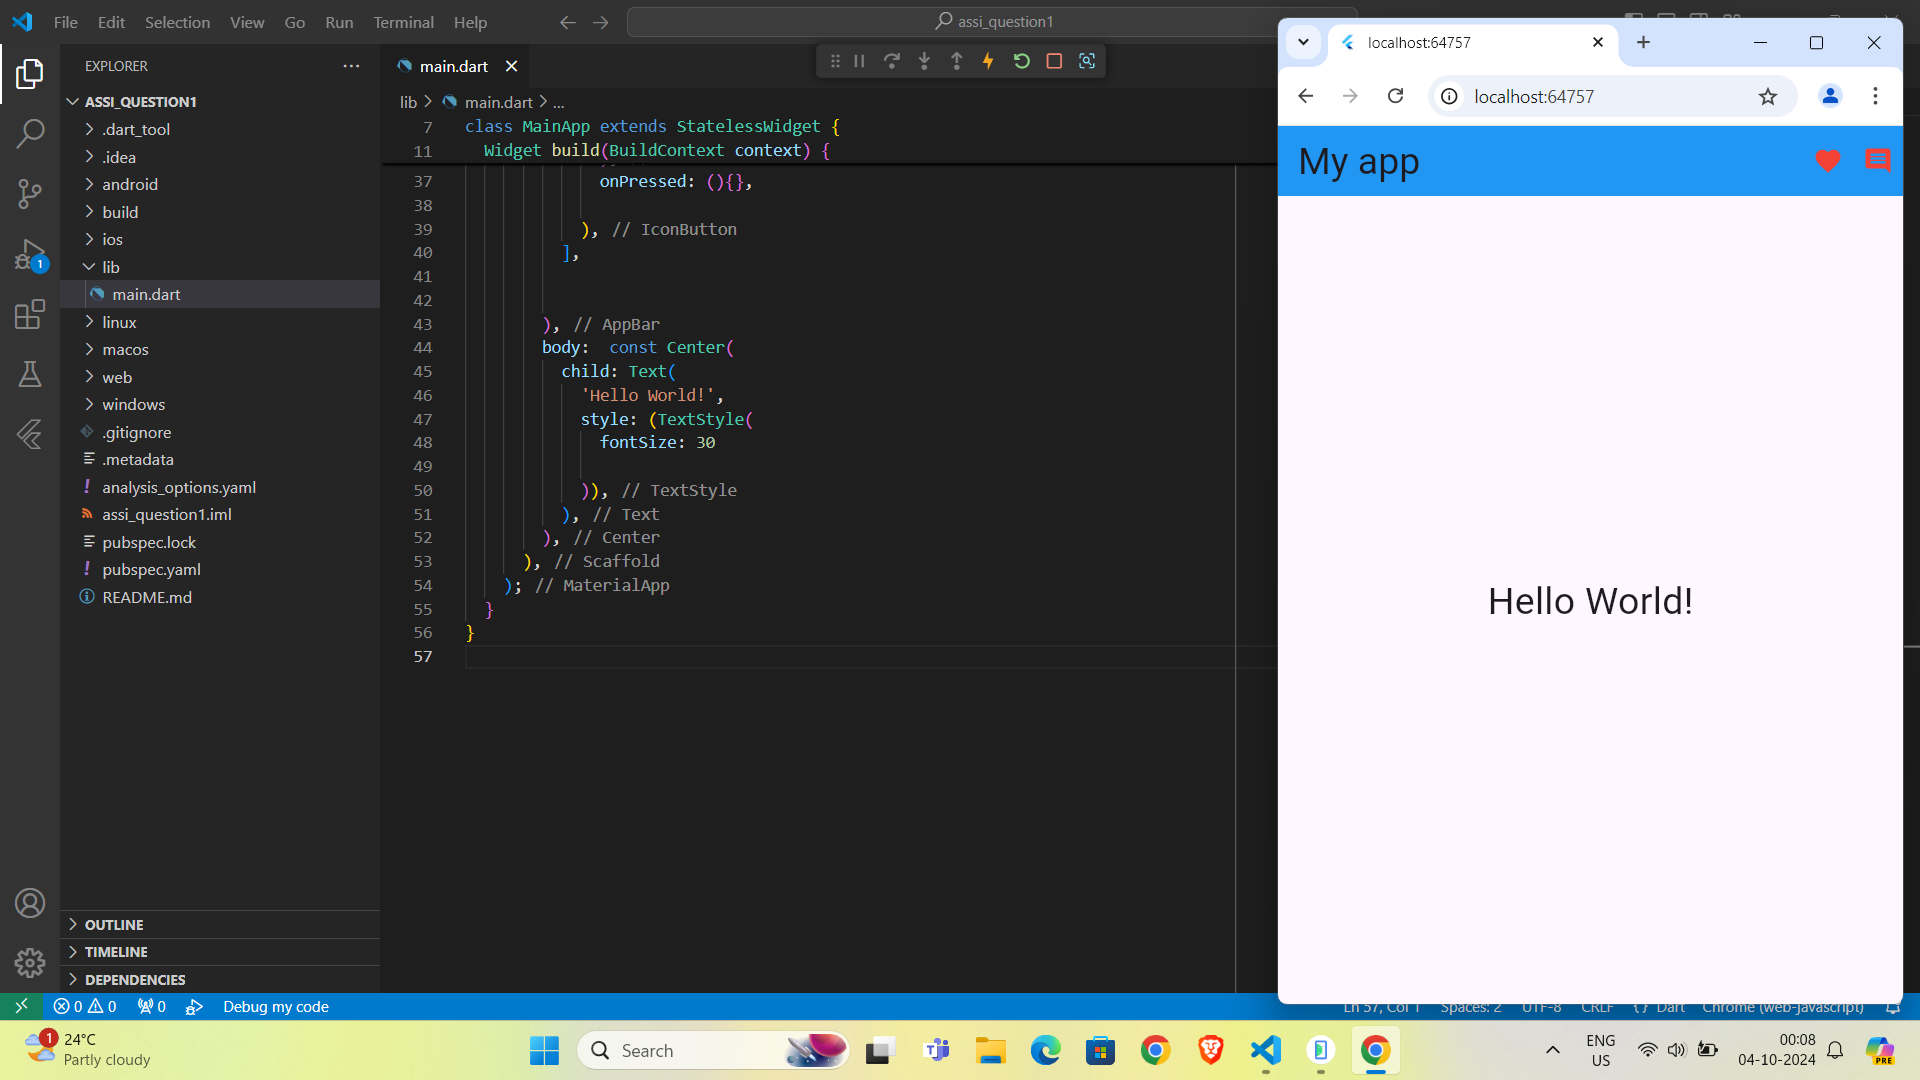 File Edit Selection View Go Run Terminal Help
assi_question1
EXPLORER
ASSI_QUESTION1
.dart_tool
.idea
android
build
ios
lib
main.dart
linux
macos
web
windows
.gitignore
.metadata
analysis_options.yaml
assi_question1.iml
pubspec.lock
pubspec.yaml
README.md
OUTLINE
TIMELINE
DEPENDENCIES
1
main.dart
lib > main.dart > ...
7 class MainApp extends StatelessWidget {
11 Widget build(BuildContext context) {
37 onPressed: (){},
38
39 ), // IconButton
40 ],
41
42
43 ), // AppBar
44 body:  const Center(
45 child: Text(
46 'Hello World!',
47 style: (TextStyle(
48 fontSize: 30
49
50 )), // TextStyle
51 ), // Text
52 ), // Center
53 ), // Scaffold
54 ); // MaterialApp
55 }
56 }
57
localhost:64757
localhost:64757
My app
Hello World!
0 0 0 Debug my code
Ln 57, Col 1 Spaces: 2 UTF-8 CRLF {} Dart Chrome (web-javascript)
1
24°C
Partly cloudy
Search
ENG
US
00:08
04-10-2024
PRE